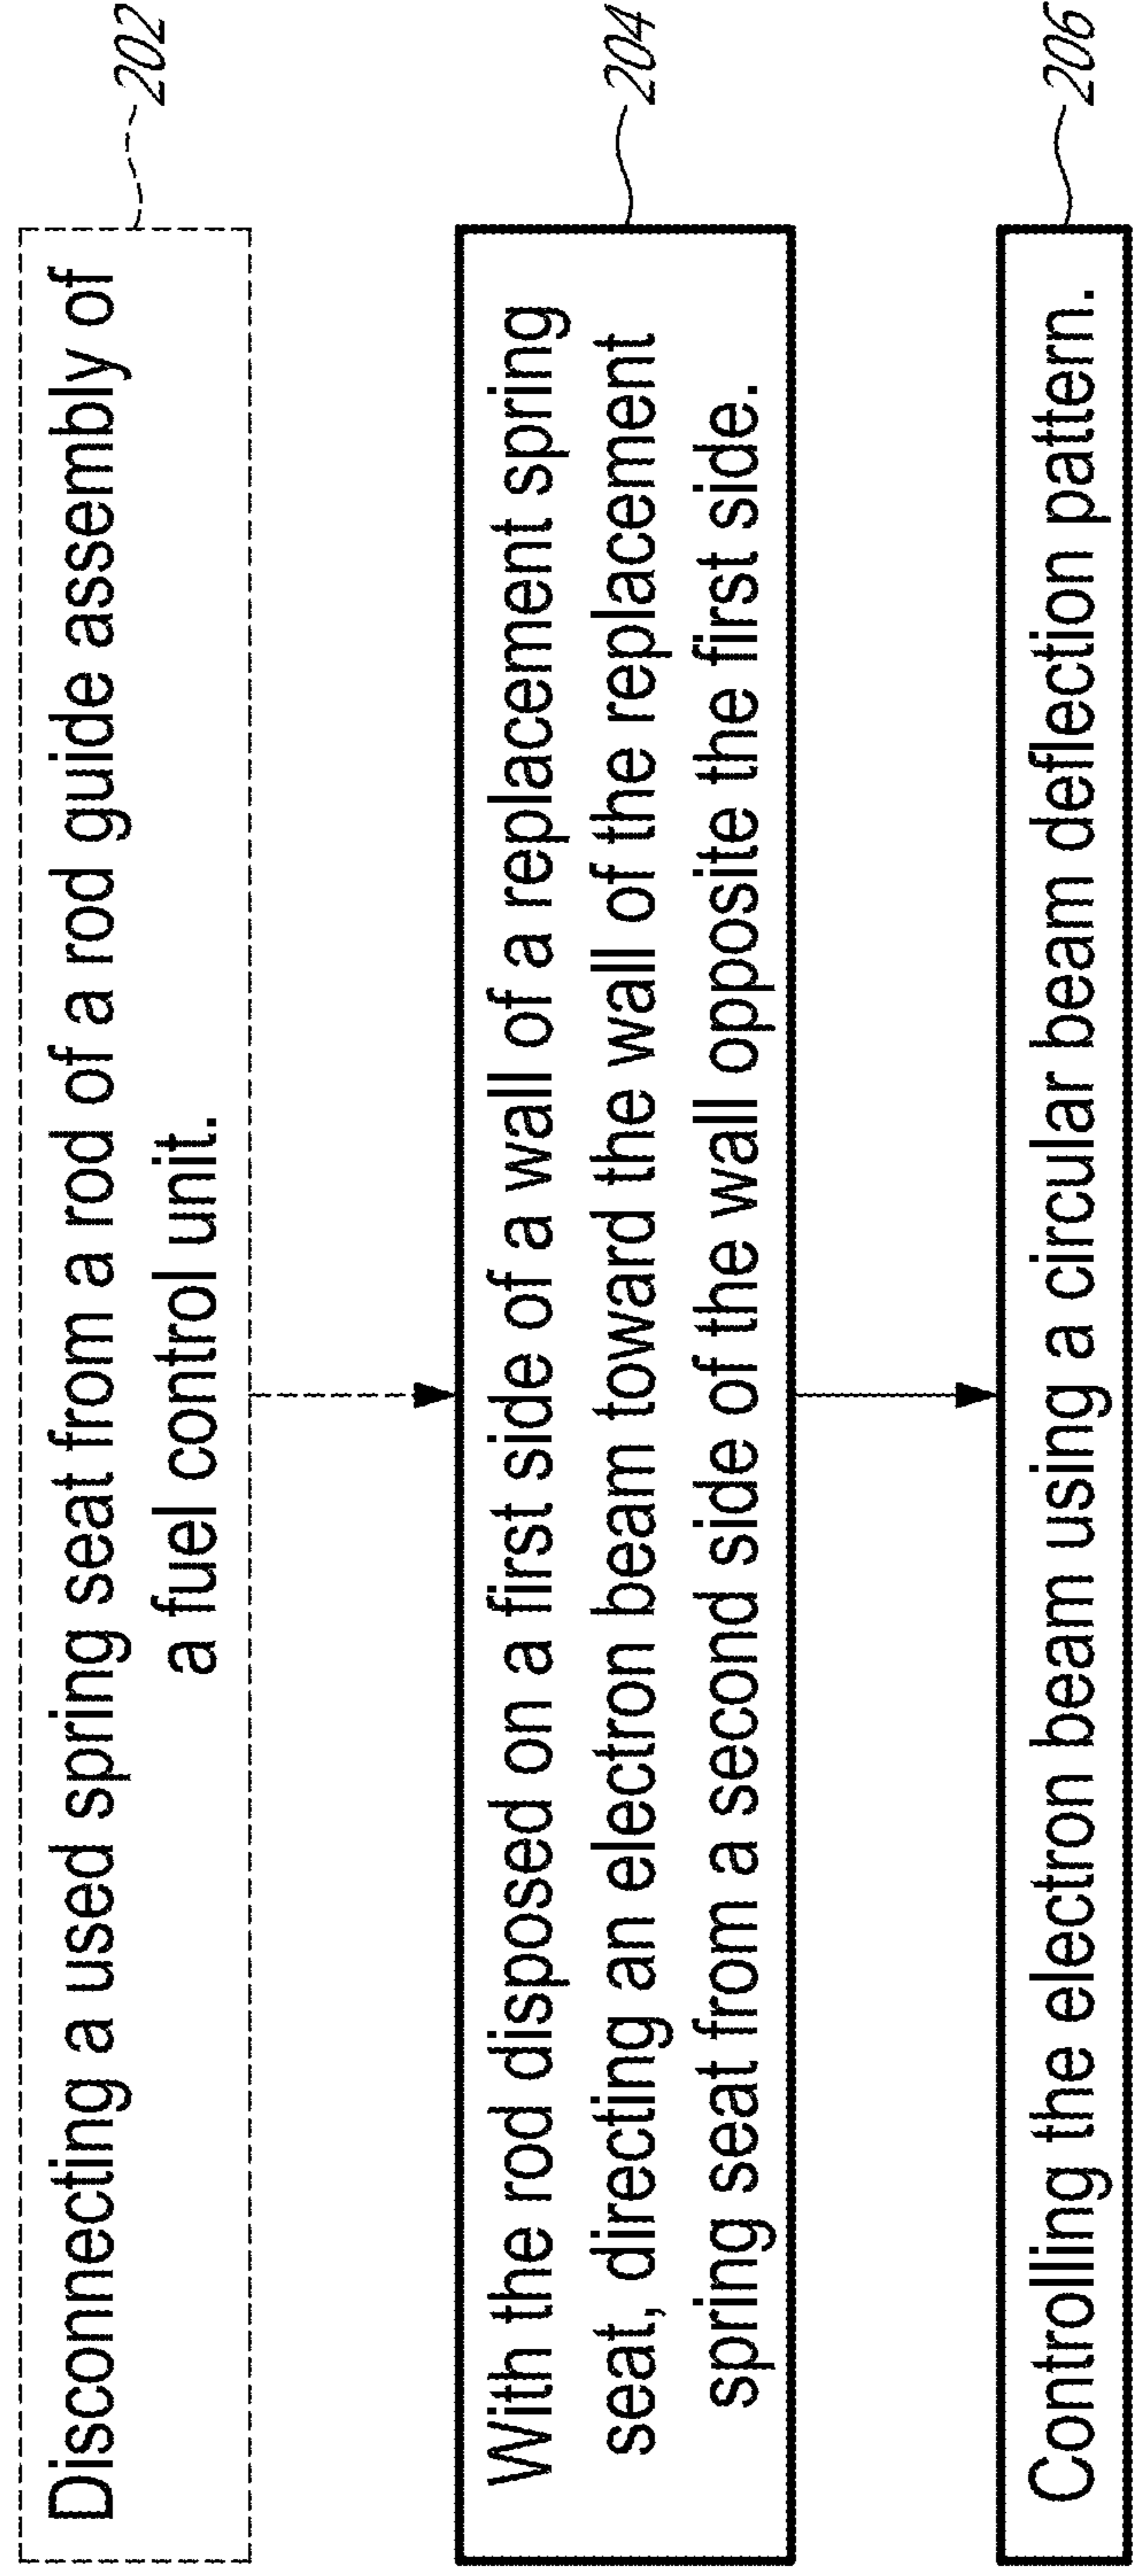 Disconnecting a used spring seat from a rod of a rod guide assembly of
a fuel control unit.
202
With the rod disposed on a first side of a wall of a replacement spring
seat, directing an electron beam toward the wall of the replacement
spring seat from a second side of the wall opposite the first side.
204
Controlling the electron beam using a circular beam deflection pattern.
206